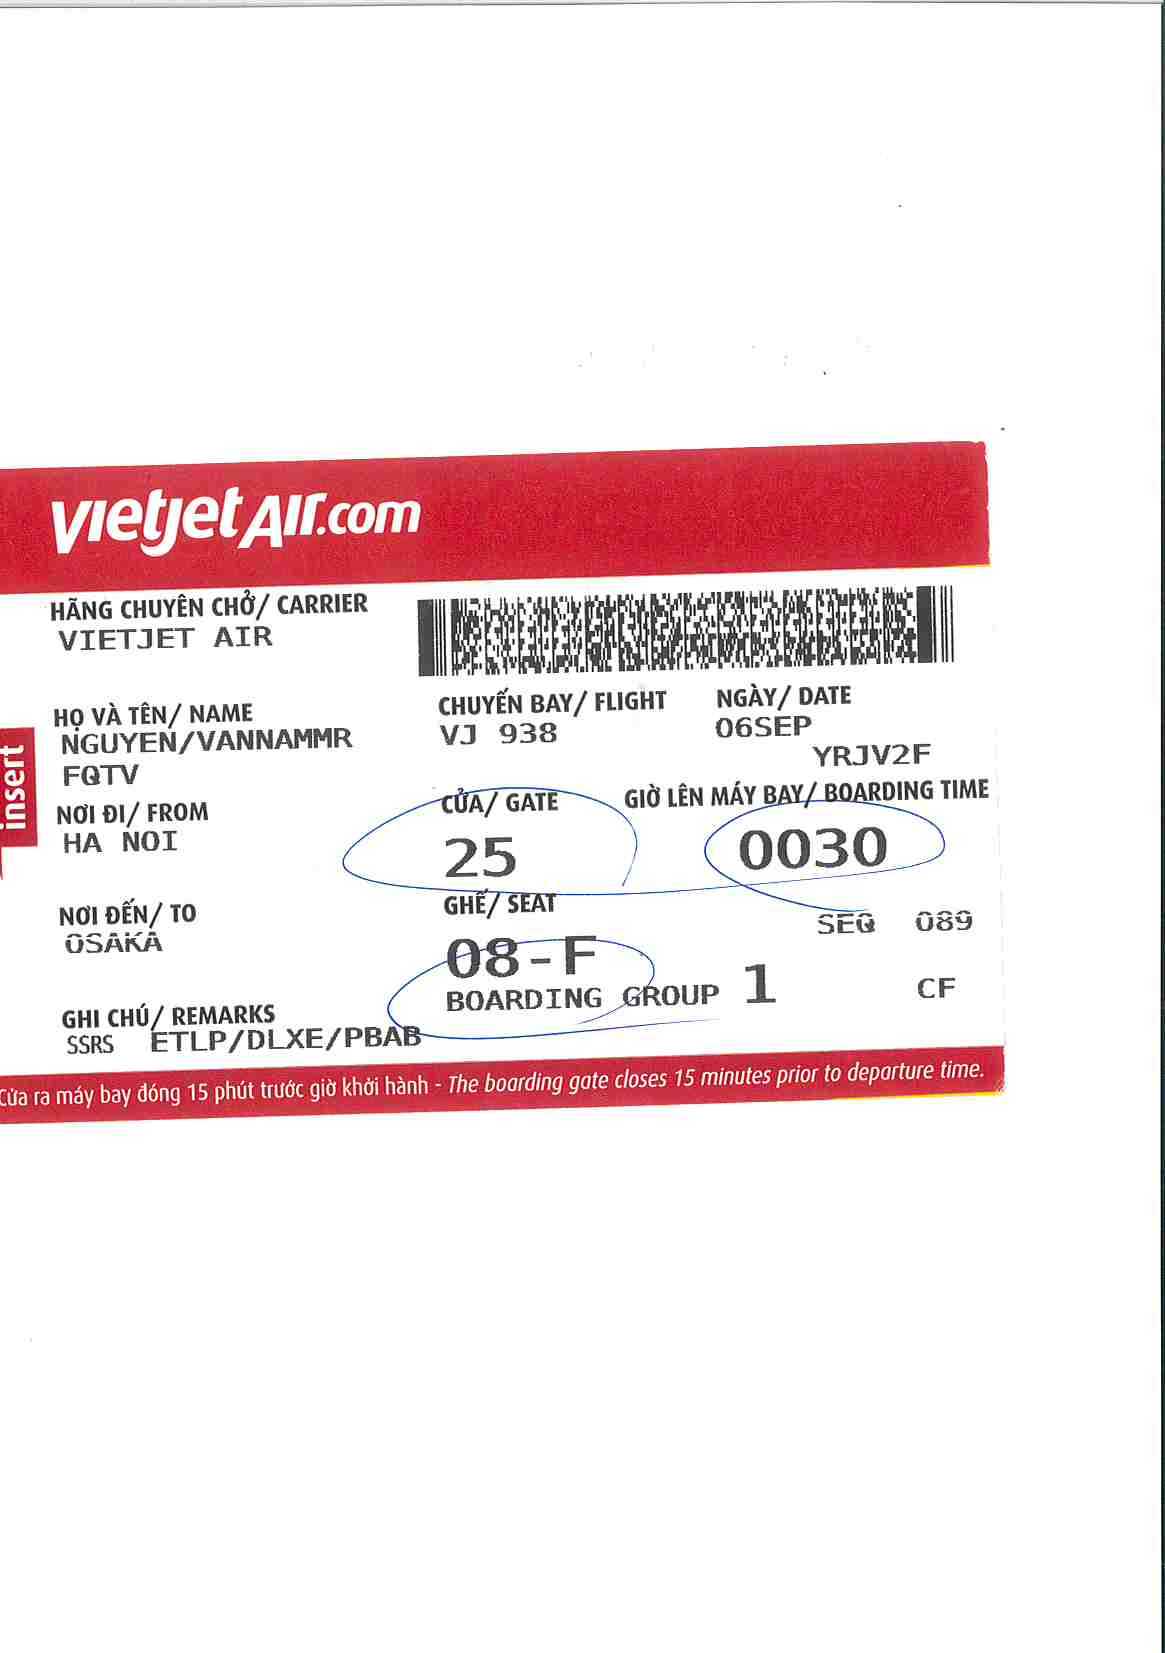 vietjetAir.com
HÃNG CHUYÊN CHỞ/ CARRIER
VIETJET AIR
HỌ VÀ TÊN/ NAME
NGUYEN/VANNAMMR
FQTV
CHUYẾN BAY/ FLIGHT
VJ 938
NGÀY/ DATE
06SEP
YRJV2F
insert
NƠI ĐI/ FROM
HA NOI
CỬA/ GATE
25
GIỜ LÊN MÁY BAY/ BOARDING TIME
0030
NƠI ĐẾN/ TO
OSAKA
GHẾ/ SEAT
08-F
SEQ 089
BOARDING GROUP 1
CF
GHI CHÚ/ REMARKS
SSRS ETLP/DLXE/PBAB
Cửa ra máy bay đóng 15 phút trước giờ khởi hành - The boarding gate closes 15 minutes prior to departure time.